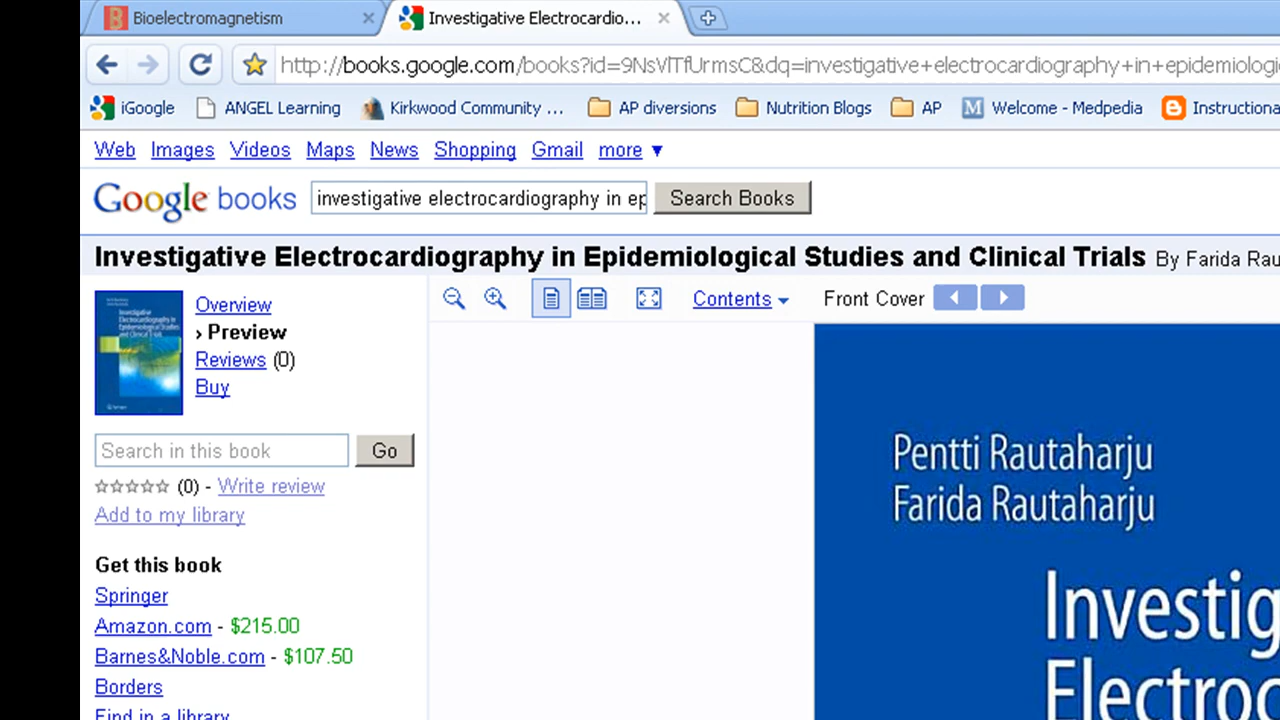 Bioelectromagnetism
Investigative Electrocardio...
http://books.google.com/books?id=9NsVlTfUrmsC&dq=investigative+electrocardiography+in+epidemiologi
iGoogle ANGEL Learning Kirkwood Community ... AP diversions Nutrition Blogs AP Welcome - Medpedia Instructiona
Web Images Videos Maps News Shopping Gmail more ▼
Google books investigative electrocardiography in ep Search Books
Investigative Electrocardiography in Epidemiological Studies and Clinical Trials By Farida Rau
Contents Front Cover
Overview
› Preview
Reviews (0)
Buy
Search in this book Go
(0) - Write review
Add to my library
Get this book
Springer
Amazon.com - $215.00
Barnes&Noble.com - $107.50
Borders
Find in a library
Pentti Rautaharju
Farida Rautaharju
Investig
Electroc